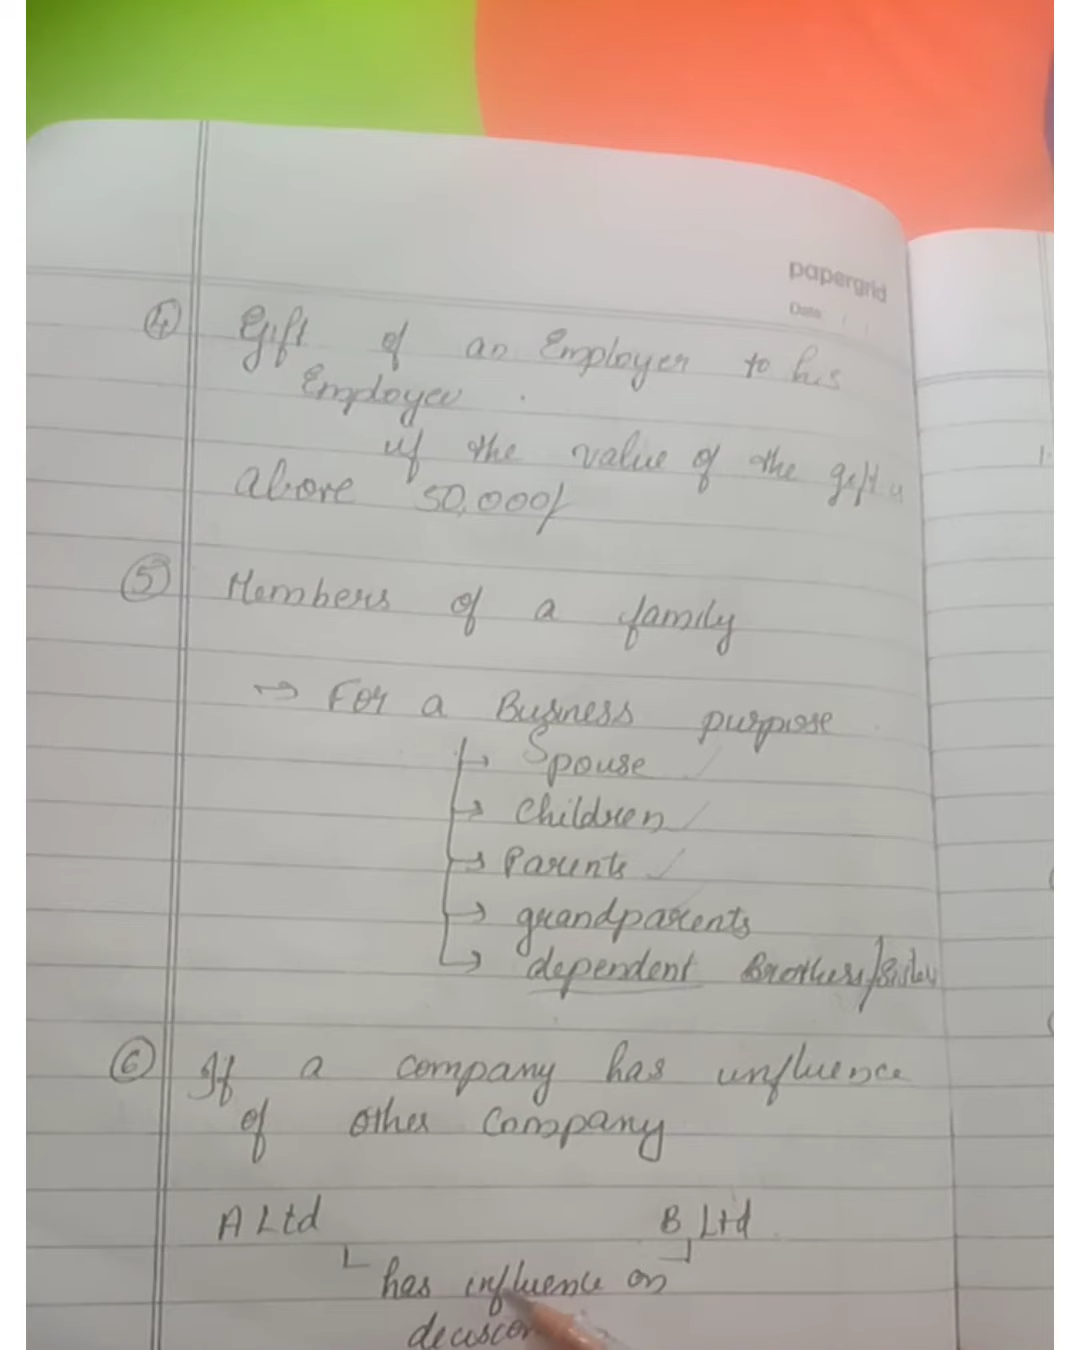 papergrid
Date: / /
④ Gift of an Employer to his
Employee.
if the value of the gift is
above 50,000/
⑤ Members of a family
→ For a Business purpose
→ Spouse ✓
→ Children ✓
→ Parents ✓
→ grandparents
→ dependent Brothers/Sister
⑥ If a company has influence
of other Company
A Ltd B Ltd
has influence on